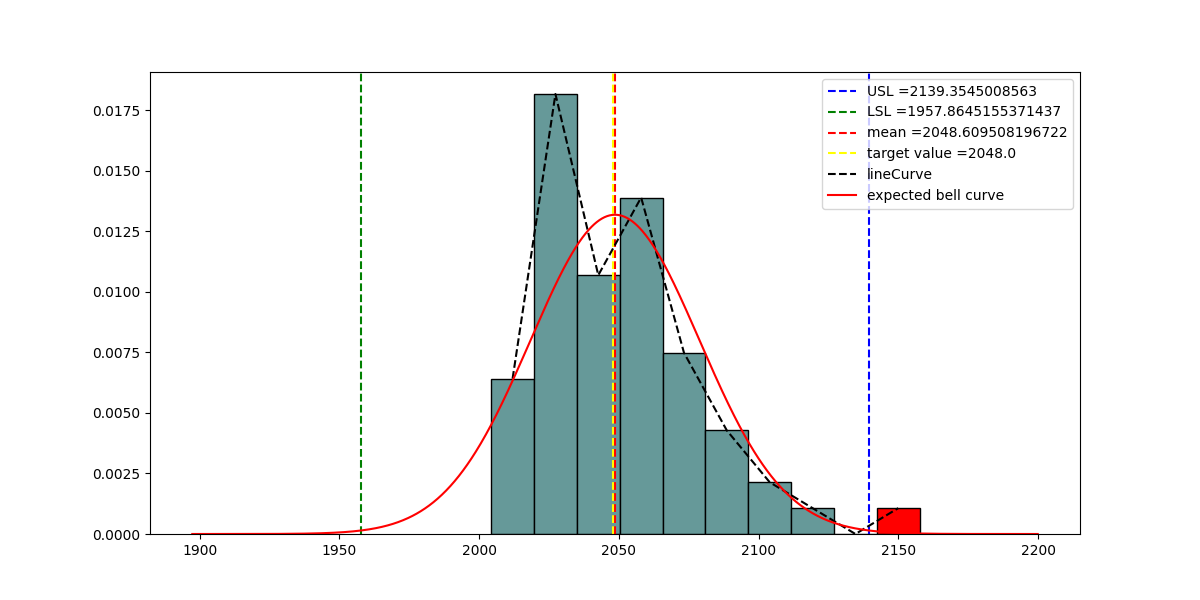 USL =2139.3545008563
LSL =1957.8645155371437
mean =2048.609508196722
target value =2048.0
lineCurve
expected bell curve
0.0175
0.0150
0.0125
0.0100
0.0075
0.0050
0.0025
0.0000
1900 1950 2000 2050 2100 2150 2200